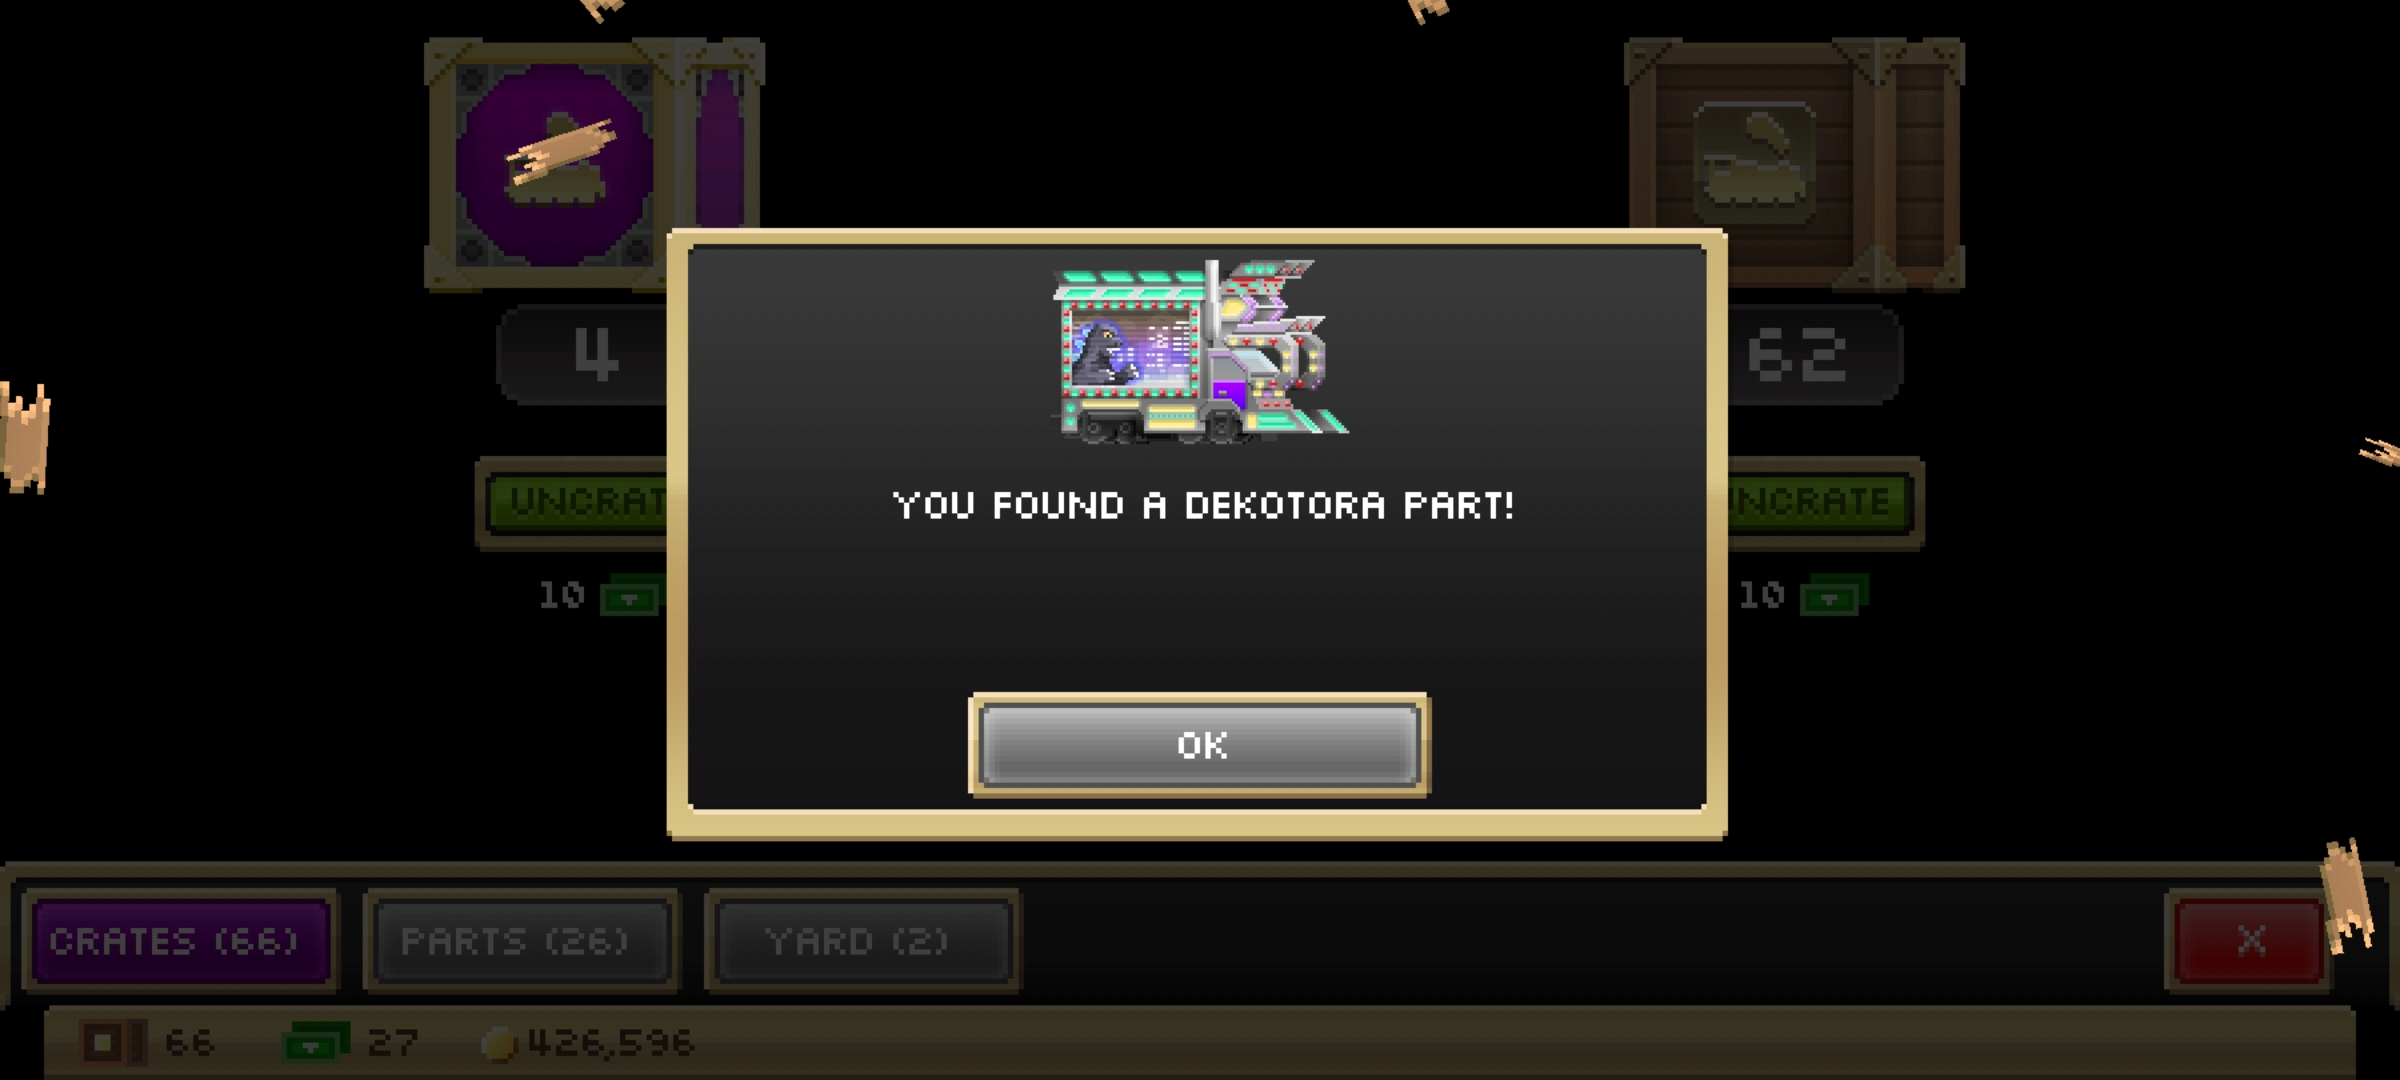 4
62
UNCRAT
NCRATE
10
10
YOU FOUND A DEKOTORA PART!
OK
CRATES (66)
PARTS (26)
YARD (2)
X
66
27
426,596